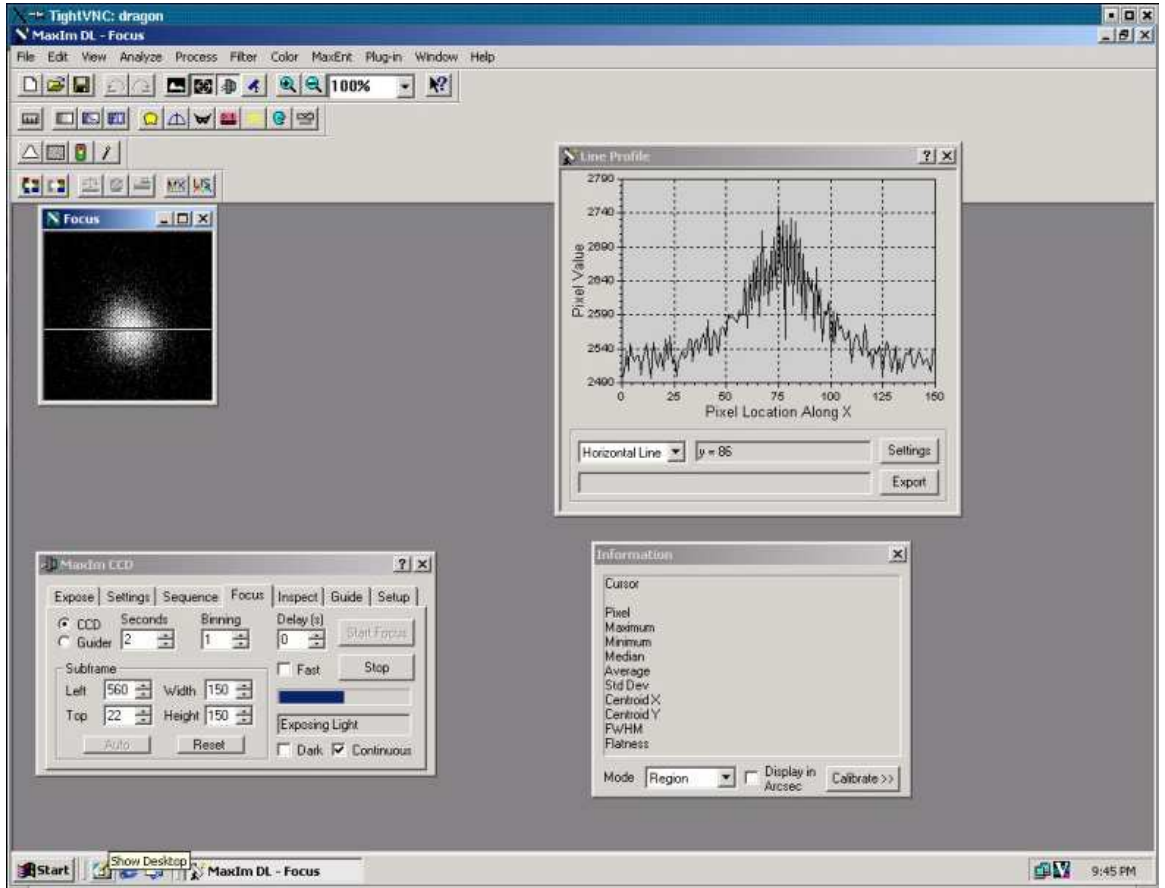 TightVNC: dragon
MaxIm DL - Focus
File Edit View Analyze Process Filter Color MaxEnt Plug-in Window Help
100%
Focus
Line Profile
2790
2740
2690
2640
2590
2540
2490
Pixel Value
0 25 50 75 100 125 150
Pixel Location Along X
Horizontal Line y = 86 Settings
Export
MaxIm CCD
Expose Settings Sequence Focus Inspect Guide Setup
CCD Seconds Binning Delay (s)
Guider 2 1 0 Start Focus
Subframe Fast Stop
Left 560 Width 150
Top 22 Height 150 Exposing Light
Auto Reset Dark Continuous
Information
Cursor
Pixel
Maximum
Minimum
Median
Average
Std Dev
Centroid X
Centroid Y
FWHM
Flatness
Mode Region Display in Arcsec Calibrate >>
Show Desktop
Start MaxIm DL - Focus 9:45 PM